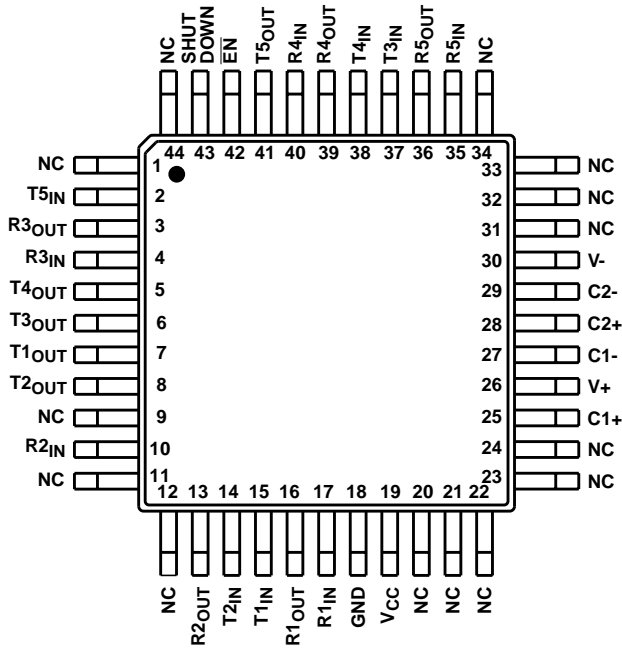 NC
SHUT
DOWN
EN
T5OUT
R4IN
R4OUT
T4IN
T3IN
R5OUT
R5IN
NC
44 43 42 41 40 39 38 37 36 35 34
NC 1
T5IN 2
R3OUT 3
R3IN 4
T4OUT 5
T3OUT 6
T1OUT 7
T2OUT 8
NC 9
R2IN 10
NC 11
33 NC
32 NC
31 NC
30 V-
29 C2-
28 C2+
27 C1-
26 V+
25 C1+
24 NC
23 NC
12 13 14 15 16 17 18 19 20 21 22
NC
R2OUT
T2IN
T1IN
R1OUT
R1IN
GND
VCC
NC
NC
NC